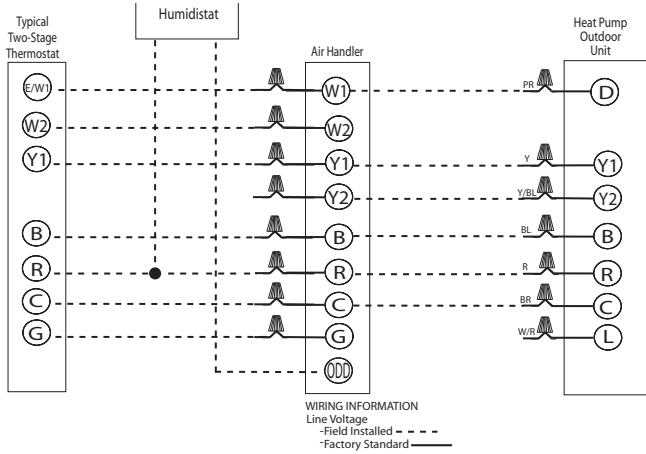 Humidistat
Typical
Two-Stage
Thermostat
Air Handler
Heat Pump
Outdoor
Unit
E/W1
W1
PR
D
W2
W2
Y1
Y1
Y
Y1
Y2
Y/BL
Y2
B
B
BL
B
R
R
R
R
C
C
BR
C
G
G
W/R
L
ODD
WIRING INFORMATION
Line Voltage
-Field Installed
-Factory Standard